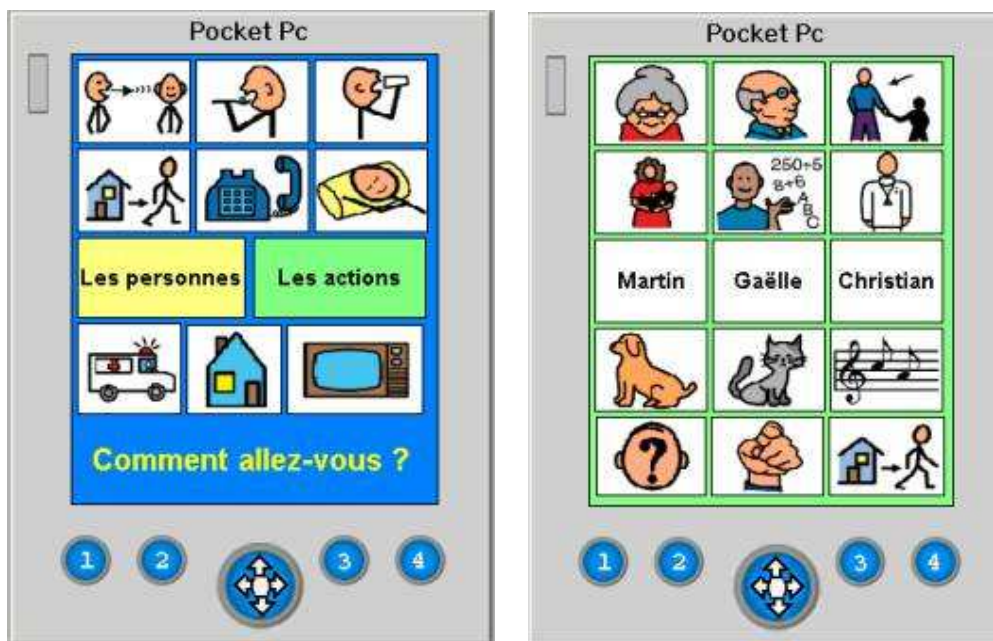 Pocket Pc
Les personnes
Les actions
Comment allez-vous ?
1
2
3
4
Pocket Pc
250+5
8+6
A
B
C
Martin
Gaëlle
Christian
?
1
2
3
4